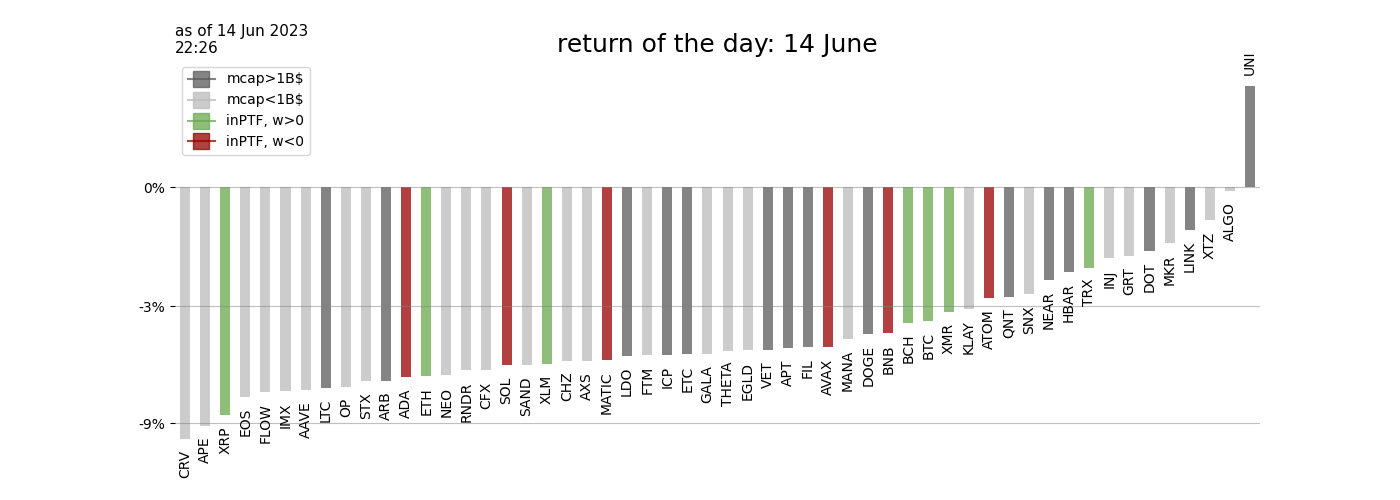 as of 14 Jun 2023
22:26
return of the day: 14 June
mcap>1B$
mcap<1B$
inPTF, w>0
inPTF, w<0
0%
-3%
-9%
CRV
APE
XRP
EOS
FLOW
IMX
AAVE
LTC
OP
STX
ARB
ADA
ETH
NEO
RNDR
CFX
SOL
SAND
XLM
CHZ
AXS
MATIC
LDO
FTM
ICP
ETC
GALA
THETA
EGLD
VET
APT
FIL
AVAX
MANA
DOGE
BNB
BCH
BTC
XMR
KLAY
ATOM
QNT
SNX
NEAR
HBAR
TRX
INJ
GRT
DOT
MKR
LINK
XTZ
ALGO
UNI